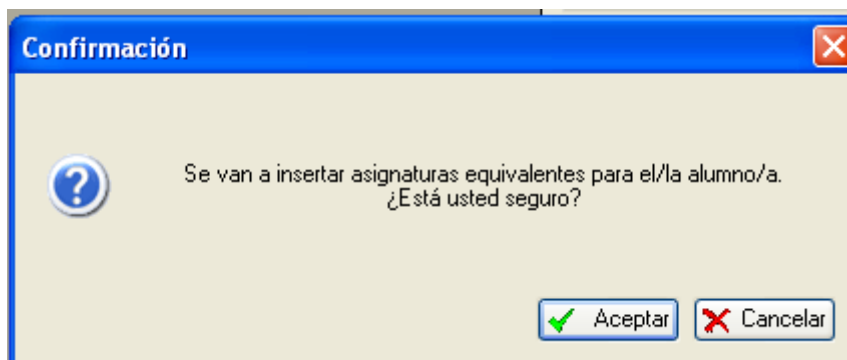 Confirmación
Se van a insertar asignaturas equivalentes para el/la alumno/a.
¿Está usted seguro?
Aceptar
Cancelar